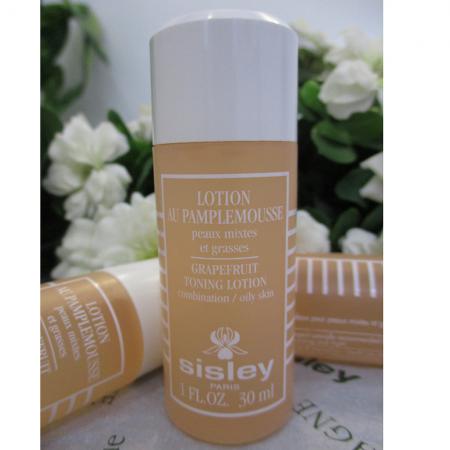 LOTION
AU PAMPLEMOUSSE
peaux mixtes
et grasses
GRAPEFRUIT
TONING LOTION
combination / oily skin
sisley
PARIS
1 FL.OZ. 30 ml
LOTION
AU PAMPLEMOUSSE
peaux mixtes
et grasses